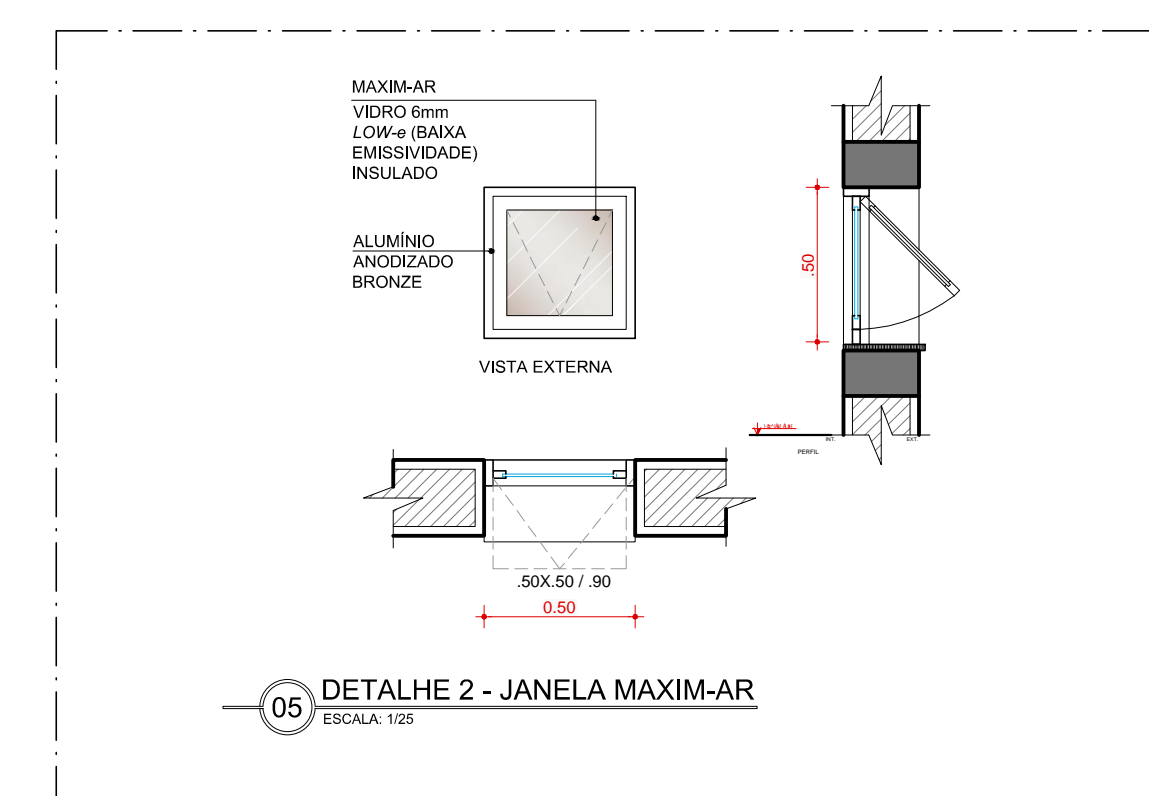 MAXIM-AR
VIDRO 6mm
LOW-e (BAIXA
EMISSIVIDADE)
INSULADO
ALUMÍNIO
ANODIZADO
BRONZE
VISTA EXTERNA
.50
INT.
EXT.
PERFIL
.50X.50 / .90
0.50
05
DETALHE 2 - JANELA MAXIM-AR
ESCALA: 1/25